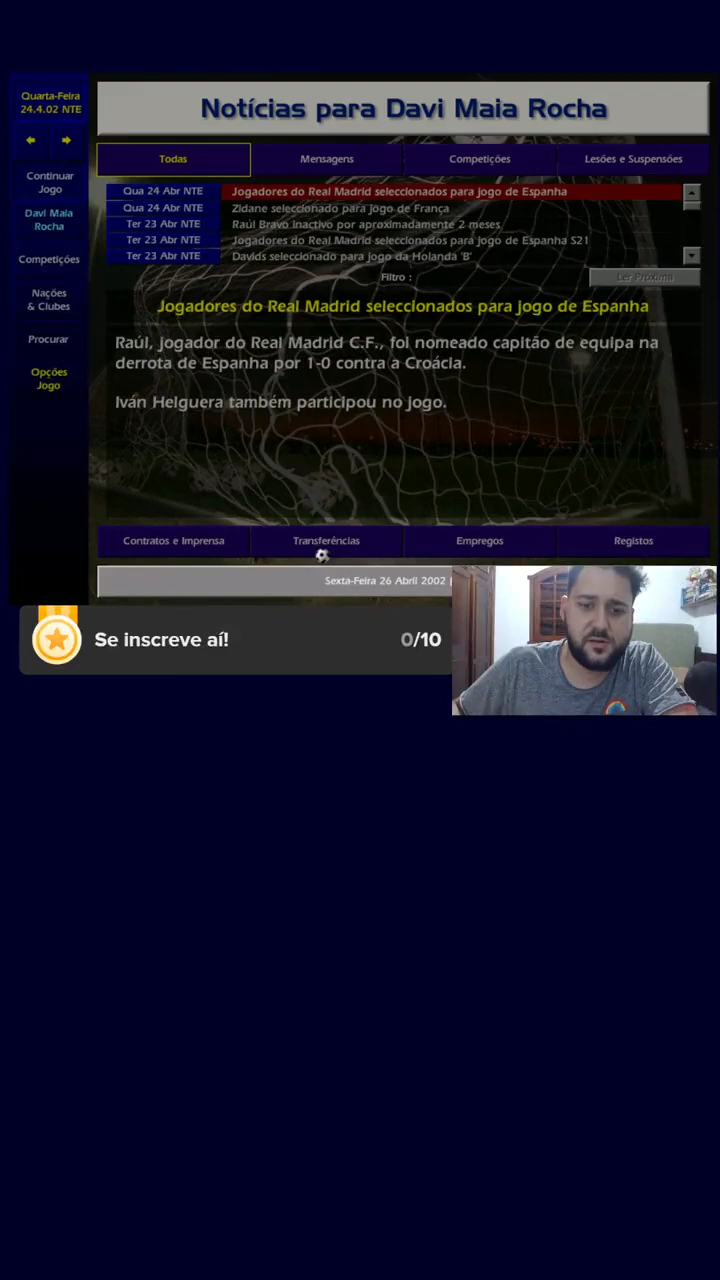 Quarta-Feira
24.4.02 NTE
Notícias para Davi Maia Rocha
Continuar
Jogo
Davi Maia
Rocha
Competições
Nações
& Clubes
Procurar
Opções
Jogo
Todas
Mensagens
Competições
Lesões e Suspensões
Qua 24 Abr NTE Jogadores do Real Madrid seleccionados para jogo de Espanha
Qua 24 Abr NTE Zidane seleccionado para jogo de França
Ter 23 Abr NTE Raúl Bravo inactivo por aproximadamente 2 meses
Ter 23 Abr NTE Jogadores do Real Madrid seleccionados para jogo de Espanha S21
Ter 23 Abr NTE Davids seleccionado para jogo da Holanda 'B'
Filtro :
Ler Próxima
Jogadores do Real Madrid seleccionados para jogo de Espanha
Raúl, jogador do Real Madrid C.F., foi nomeado capitão de equipa na
derrota de Espanha por 1-0 contra a Croácia.
Iván Helguera também participou no jogo.
Contratos e Imprensa
Transferências
Empregos
Registos
Sexta-Feira 26 Abril 2002
Se inscreve aí!
0/10